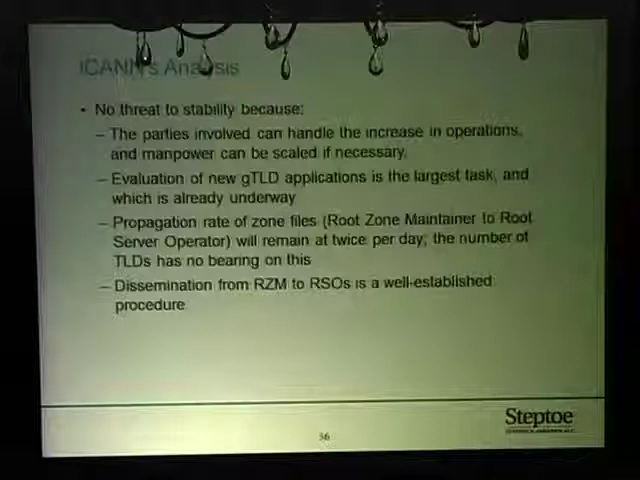 ICANN's Analysis
• No threat to stability because:
– The parties involved can handle the increase in operations,
and manpower can be scaled if necessary.
– Evaluation of new gTLD applications is the largest task, and
which is already underway
– Propagation rate of zone files (Root Zone Maintainer to Root
Server Operator) will remain at twice per day; the number of
TLDs has no bearing on this
– Dissemination from RZM to RSOs is a well-established
procedure
Steptoe
36